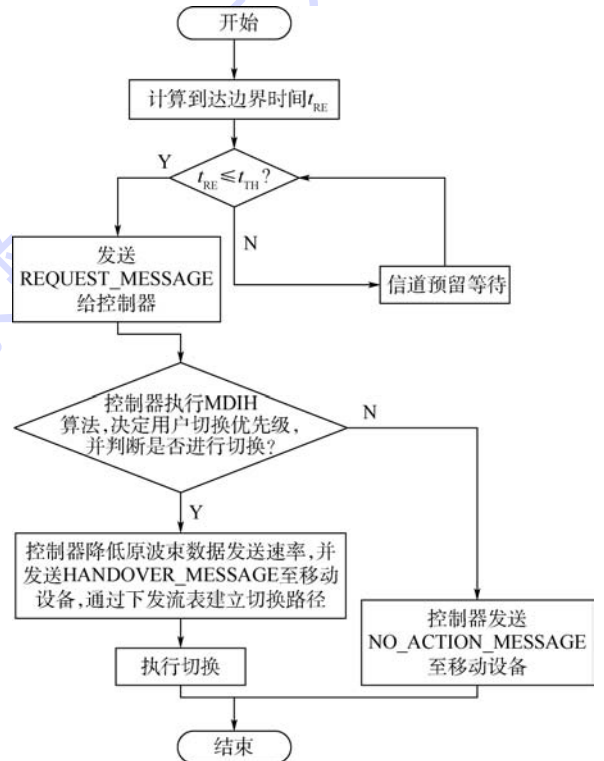 开始
计算到达边界时间t_RE
Y
t_RE≤t_TH?
N
发送
REQUEST_MESSAGE
给控制器
信道预留等待
控制器执行MDIH
算法,决定用户切换优先级,
并判断是否进行切换?
N
Y
控制器降低原波束数据发送速率,并
发送HANDOVER_MESSAGE至移动
设备,通过下发流表建立切换路径
控制器发送
NO_ACTION_MESSAGE
至移动设备
执行切换
结束